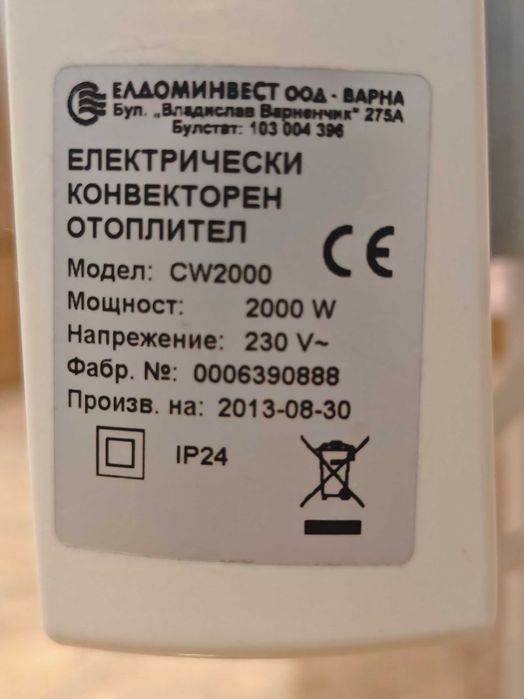 ЕЛДОМИНВЕСТ ООД - ВАРНА
Бул. „Владислав Варненчик" 275А
Булстат: 103 004 396
ЕЛЕКТРИЧЕСКИ
КОНВЕКТОРЕН
ОТОПЛИТЕЛ
CE
Модел: CW2000
Мощност: 2000 W
Напрежение: 230 V~
Фабр. №: 0006390888
Произв. на: 2013-08-30
IP24